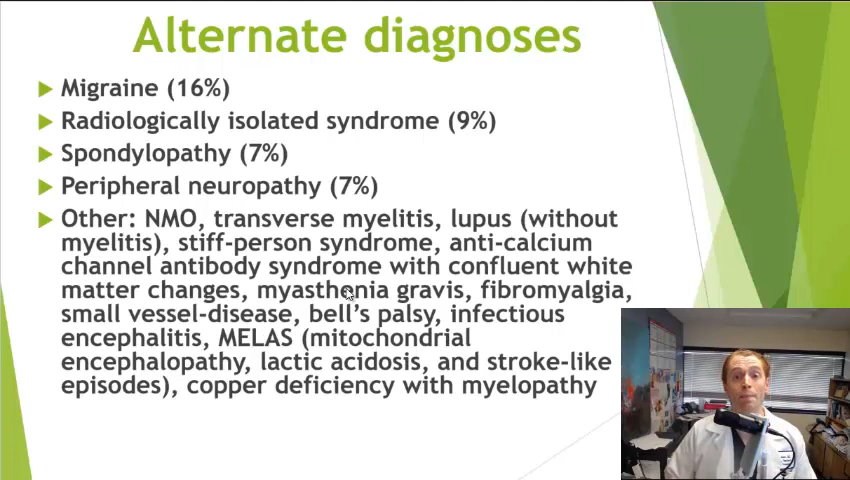 Alternate diagnoses
Migraine (16%)
Radiologically isolated syndrome (9%)
Spondylopathy (7%)
Peripheral neuropathy (7%)
Other: NMO, transverse myelitis, lupus (without
myelitis), stiff-person syndrome, anti-calcium
channel antibody syndrome with confluent white
matter changes, myasthenia gravis, fibromyalgia,
small vessel-disease, bell's palsy, infectious
encephalitis, MELAS (mitochondrial
encephalopathy, lactic acidosis, and stroke-like
episodes), copper deficiency with myelopathy